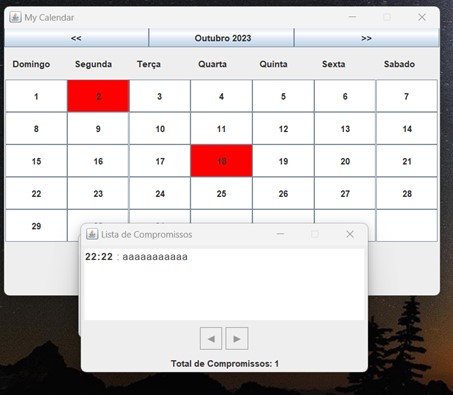 My Calendar
<< Outubro 2023 >>
Domingo Segunda Terça Quarta Quinta Sexta Sabado
1 2 3 4 5 6 7
8 9 10 11 12 13 14
15 16 17 18 19 20 21
22 23 24 25 26 27 28
29
Lista de Compromissos
22:22 : aaaaaaaaaaa
Total de Compromissos: 1